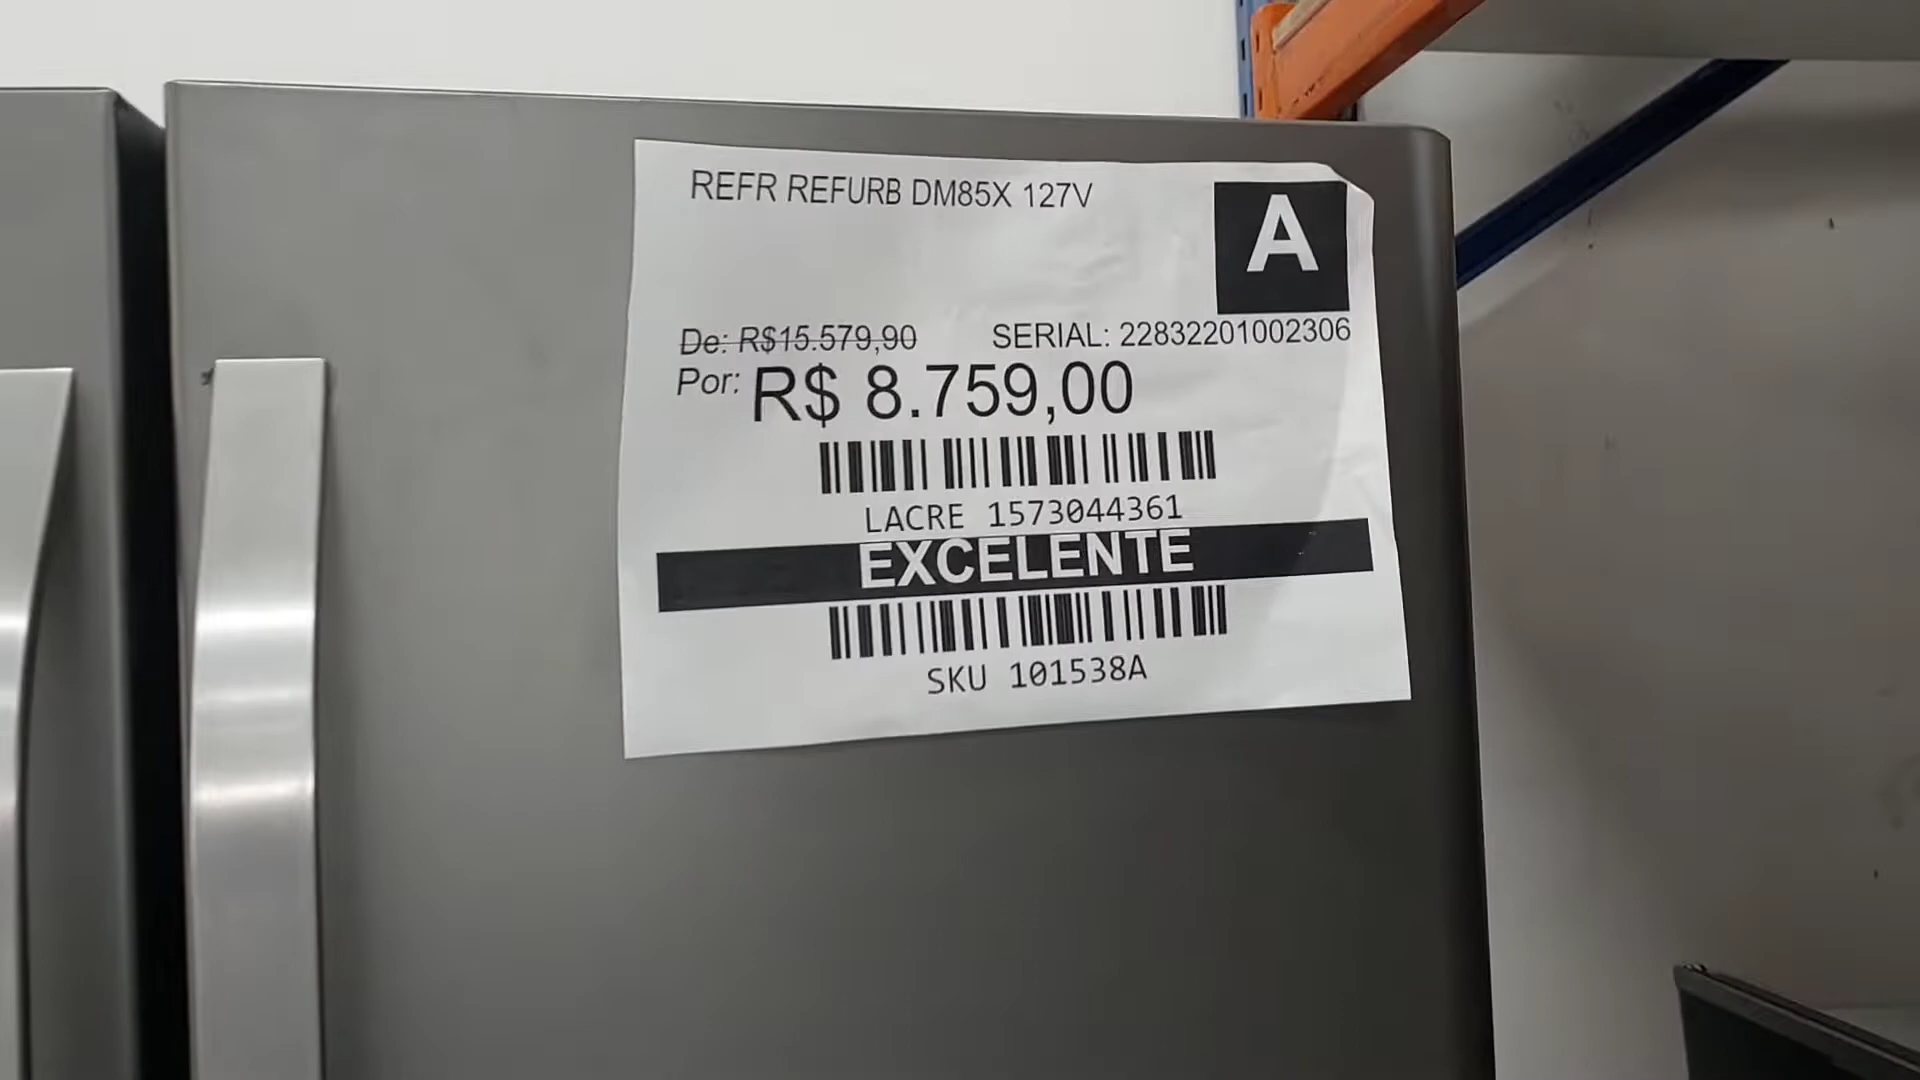 REFR REFURB DM85X 127V
A
De: R$15.579,90
SERIAL: 22832201002306
Por: R$ 8.759,00
LACRE 1573044361
EXCELENTE
SKU 101538A